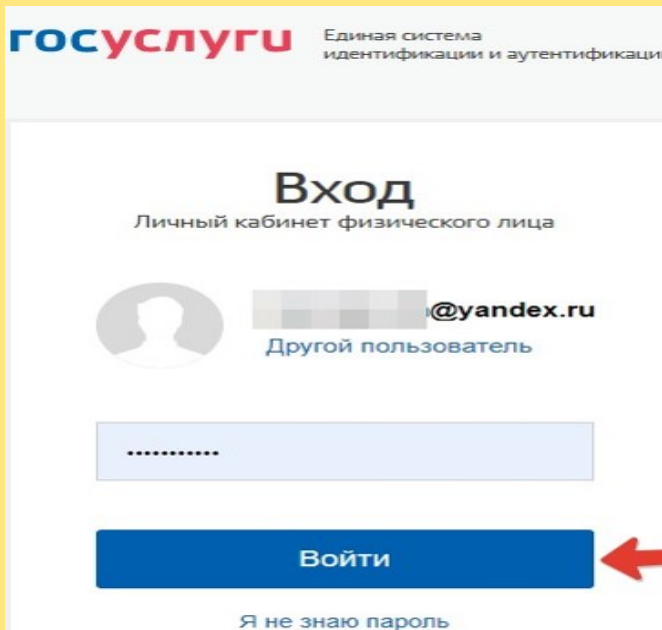 госуслуги
Единая система
идентификации и аутентификаци
Вход
Личный кабинет физического лица
@yandex.ru
Другой пользователь
Войти
Я не знаю пароль